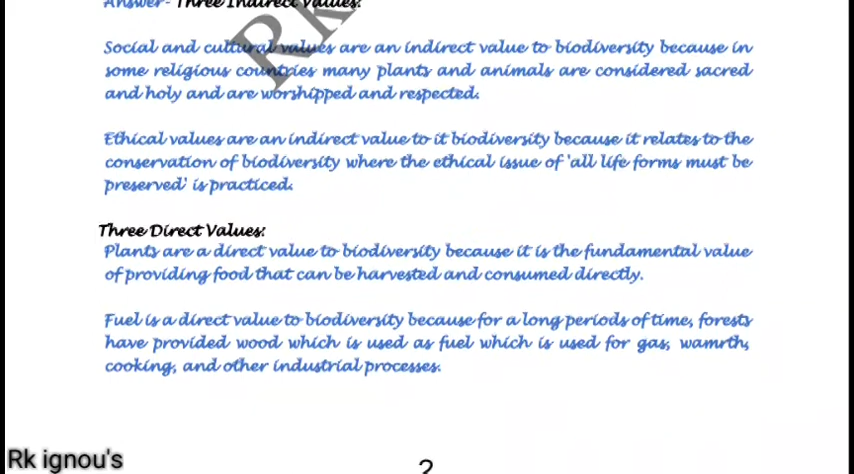 Answer- Three Indirect Values:
Rk
Social and cultural values are an indirect value to biodiversity because in
some religious countries many plants and animals are considered sacred
and holy and are worshipped and respected.
Ethical values are an indirect value to it biodiversity because it relates to the
conservation of biodiversity where the ethical issue of 'all life forms must be
preserved' is practiced.
Three Direct Values:
Plants are a direct value to biodiversity because it is the fundamental value
of providing food that can be harvested and consumed directly.
Fuel is a direct value to biodiversity because for a long periods of time, forests
have provided wood which is used as fuel which is used for gas, wamrth,
cooking, and other industrial processes.
Rk ignou's
2